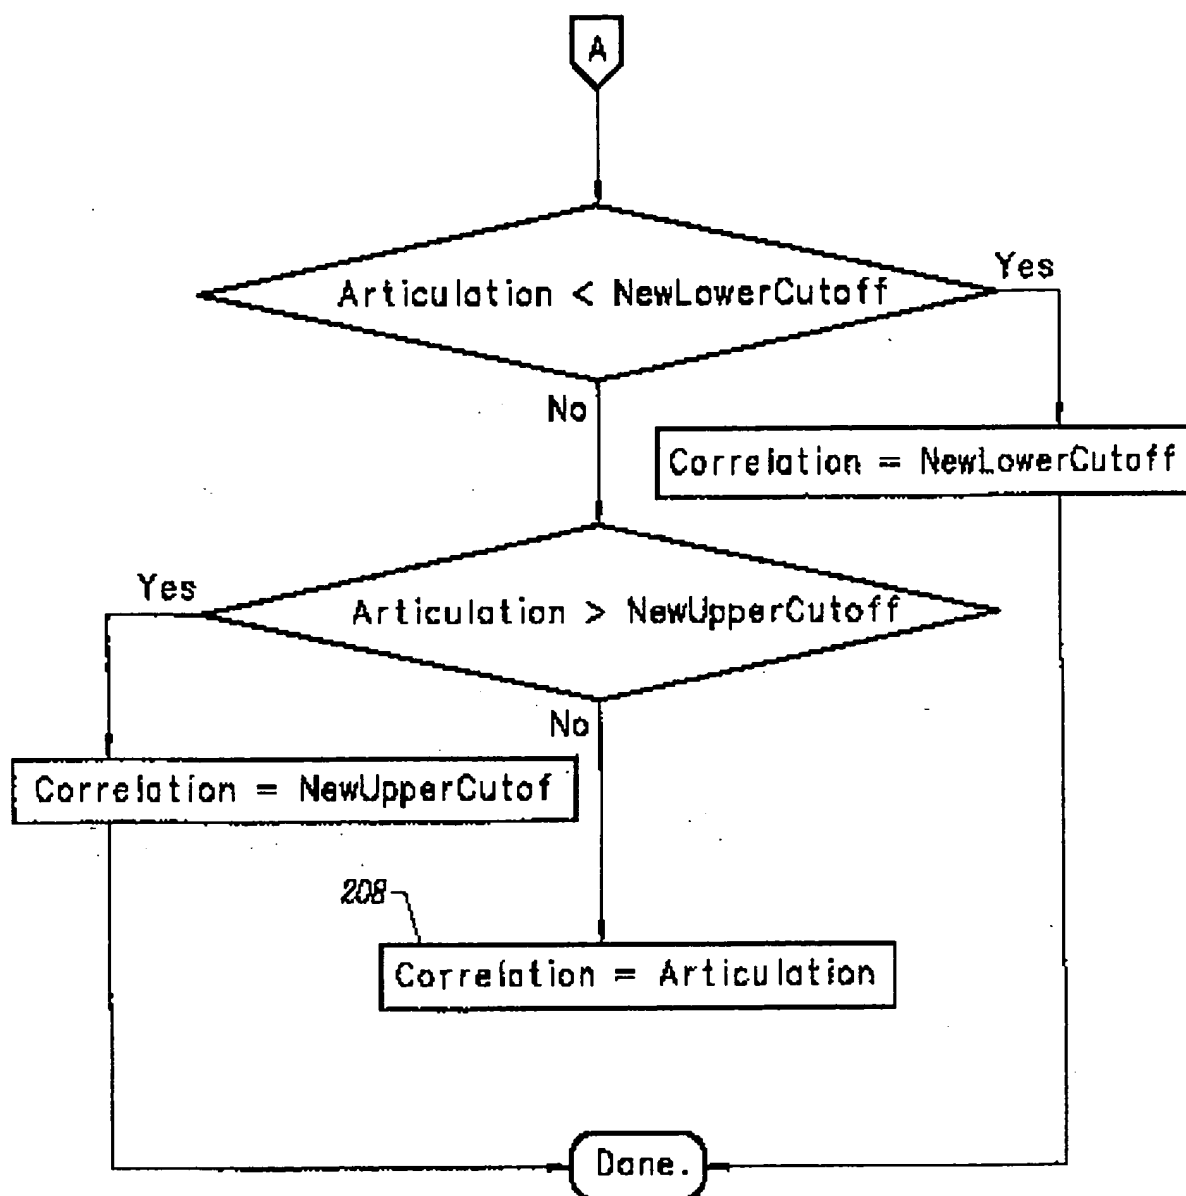 A
Yes
Articulation < NewLowerCutoff
No
Correlation = NewLowerCutoff
Yes
Articulation > NewUpperCutoff
No
Correlation = NewUpperCutof
208
Correlation = Articulation
Done.